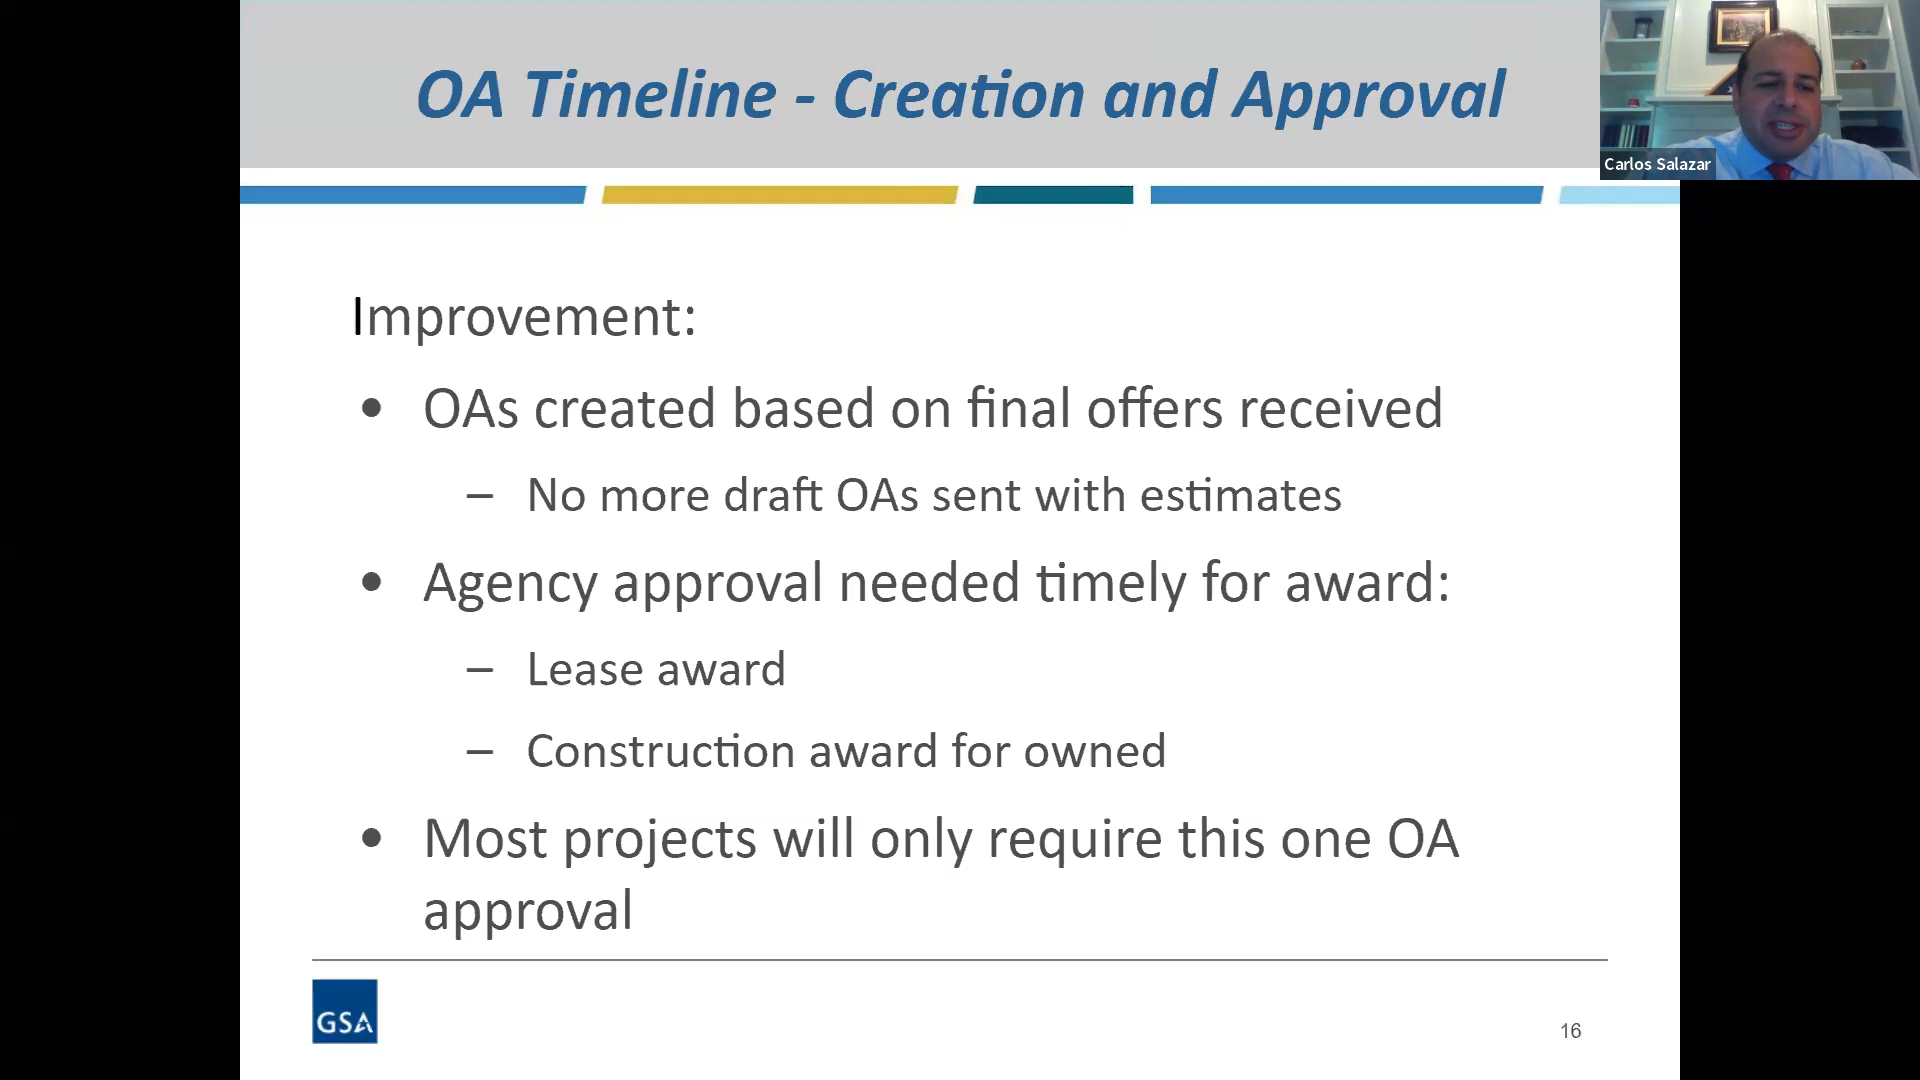 OA Timeline - Creation and Approval
Carlos Salazar
Improvement:
• OAs created based on final offers received
– No more draft OAs sent with estimates
• Agency approval needed timely for award:
– Lease award
– Construction award for owned
• Most projects will only require this one OA
approval
GSA
16